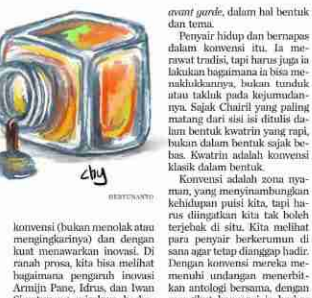 cby
HERYUNANTO
konvensi (bukan menolak atau
mengingkarinya) dan dengan
kuat menawarkan inovasi. Di
ranah prosa, kita bisa melihat
bagaimana pengaruh inovasi
Armijn Pane, Idrus, dan Iwan
avant garde, dalam hal bentuk
dan tema.
Penyair hidup dan bernapas
dalam konvensi itu. Ia me-
rawat tradisi, tapi harus juga ia
lakukan bagaimana ia bisa me-
naklukkannya, bukan tunduk
atau takluk pada kejumudan-
nya. Sajak Chairil yang paling
matang dari sisi isi ditulis da-
lam bentuk kwatrin yang rapi,
bukan dalam bentuk sajak be-
bas. Kwatrin adalah konvensi
klasik dalam bentuk.
Konvensi adalah zona nya-
man, yang menyinambungkan
kehidupan puisi kita, tapi ha-
rus diingatkan kita tak boleh
terjebak di situ. Kita melihat
para penyair berkerumun di
sana agar tetap dianggap hadir.
Dengan konvensi mereka me-
menuhi undangan menerbit-
kan antologi bersama, dengan